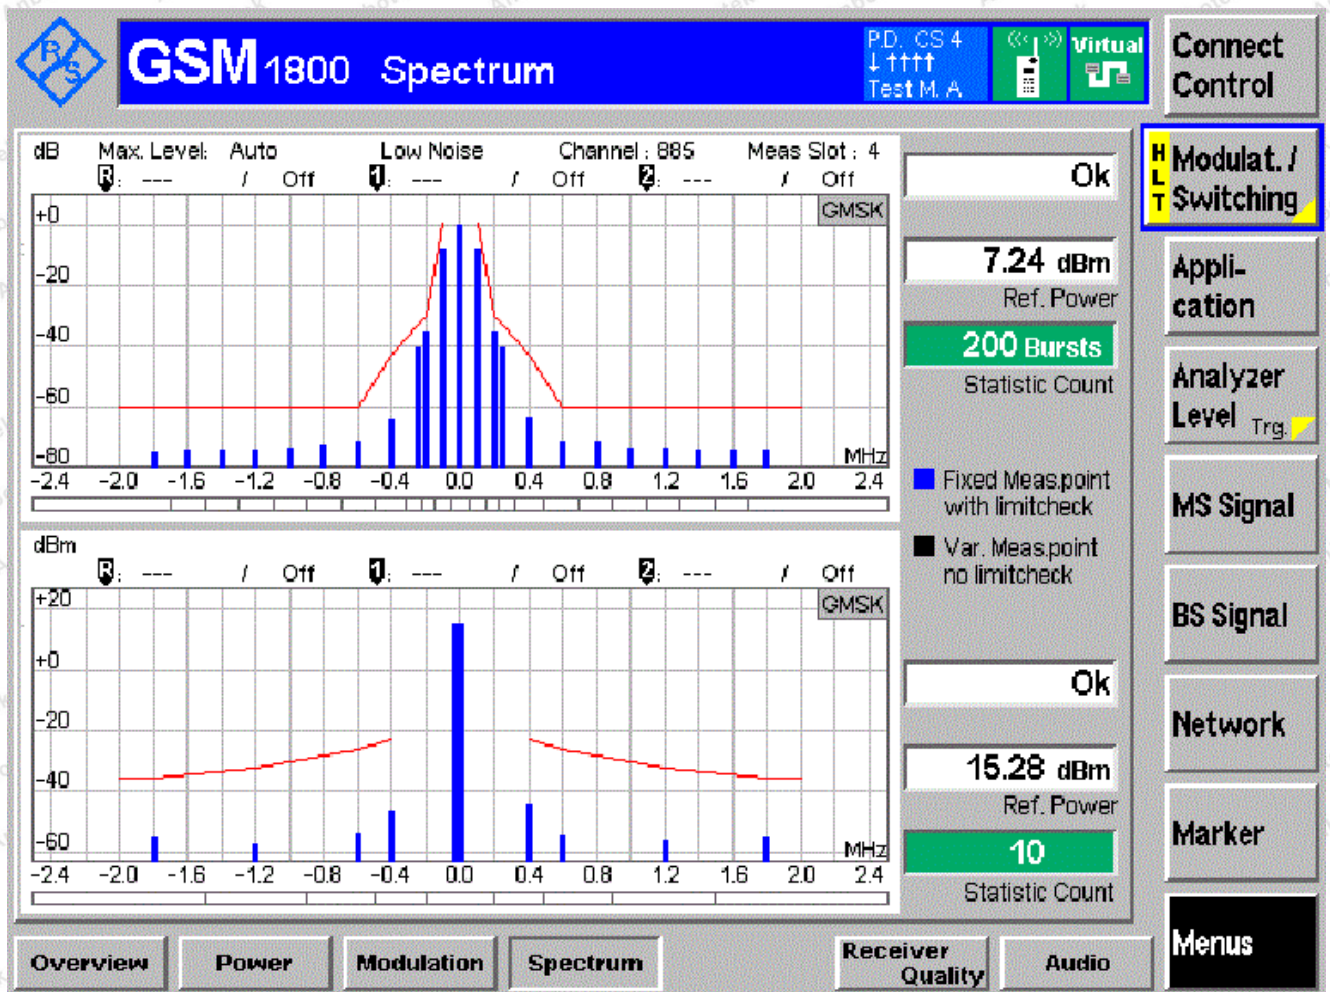 R S
GSM 1800 Spectrum
P.D. CS 4
Test M. A
Virtual
Connect
Control
dB Max. Level: Auto Low Noise Channel : 885 Meas Slot : 4
R : --- / Off 1 : --- / Off 2 : --- / Off
GMSK
+0
-20
-40
-60
-80
MHz
-2.4 -2.0 -1.6 -1.2 -0.8 -0.4 0.0 0.4 0.8 1.2 1.6 2.0 2.4
Ok
7.24 dBm
Ref. Power
200 Bursts
Statistic Count
Fixed Meas.point
with limitcheck
Var. Meas.point
no limitcheck
dBm
R : --- / Off 1 : --- / Off 2 : --- / Off
GMSK
+20
+0
-20
-40
-60
MHz
-2.4 -2.0 -1.6 -1.2 -0.8 -0.4 0.0 0.4 0.8 1.2 1.6 2.0 2.4
Ok
15.28 dBm
Ref. Power
10
Statistic Count
HLT
Modulat. /
Switching
Appli-
cation
Analyzer
Level Trg.
MS Signal
BS Signal
Network
Marker
Menus
Overview
Power
Modulation
Spectrum
Receiver
Quality
Audio